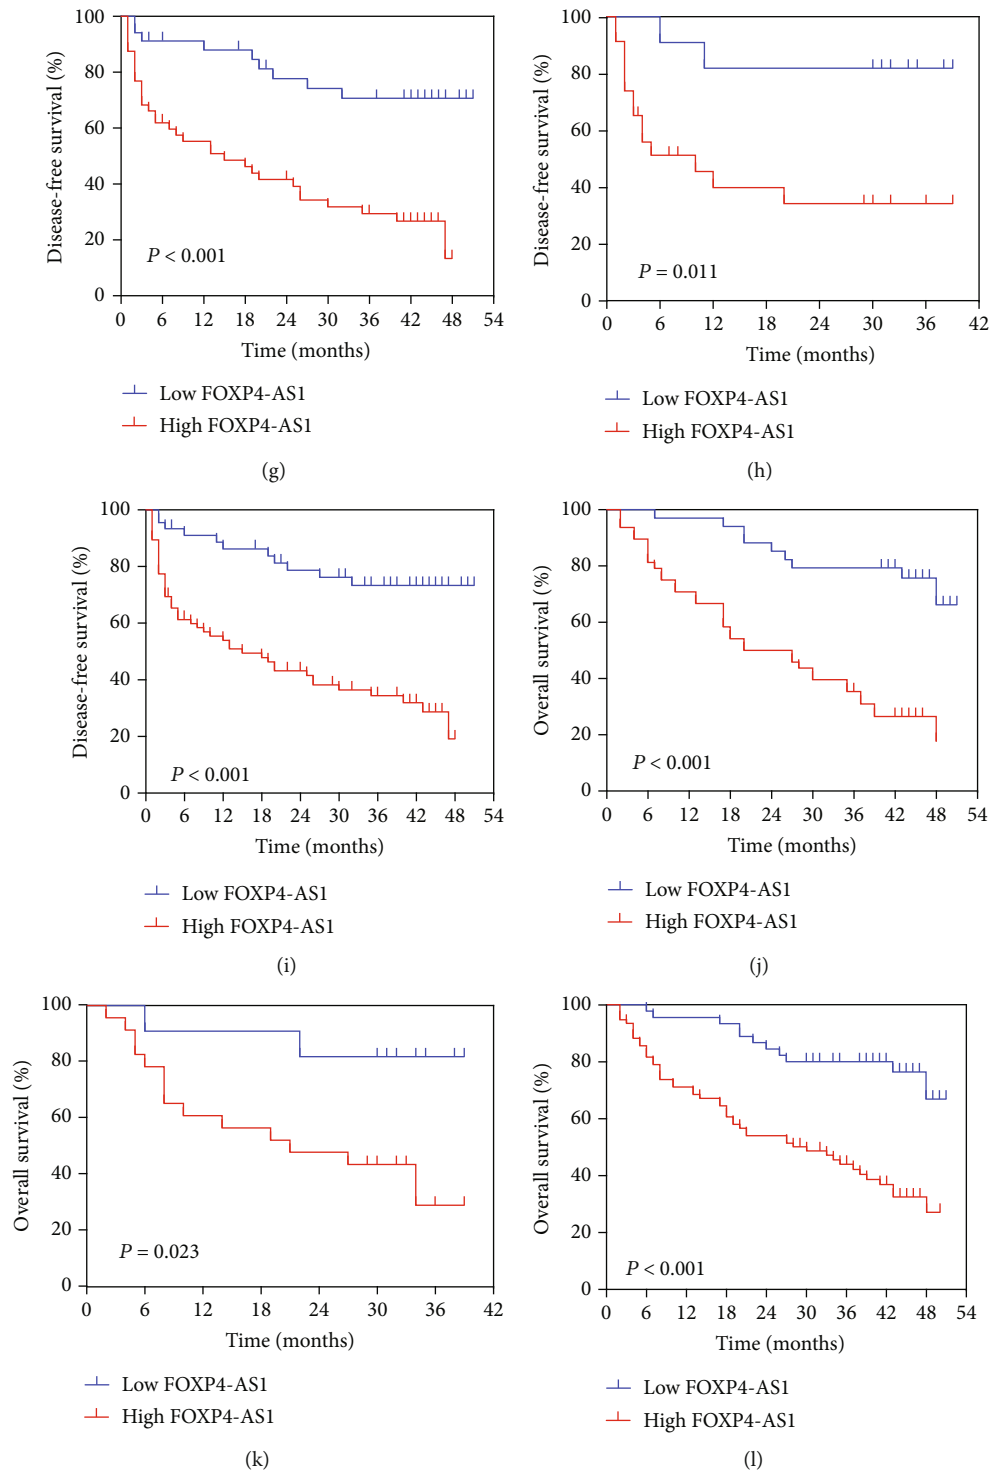 Disease-free survival (%)
100
80
60
40
20
0
P < 0.001
0 6 12 18 24 30 36 42 48 54
Time (months)
Low FOXP4-AS1
High FOXP4-AS1
(g)
Disease-free survival (%)
100
80
60
40
20
0
P = 0.011
0 6 12 18 24 30 36 42
Time (months)
Low FOXP4-AS1
High FOXP4-AS1
(h)
Disease-free survival (%)
100
80
60
40
20
0
P < 0.001
0 6 12 18 24 30 36 42 48 54
Time (months)
Low FOXP4-AS1
High FOXP4-AS1
(i)
Overall survival (%)
100
80
60
40
20
0
P < 0.001
0 6 12 18 24 30 36 42 48 54
Time (months)
Low FOXP4-AS1
High FOXP4-AS1
(j)
Overall survival (%)
100
80
60
40
20
0
P = 0.023
0 6 12 18 24 30 36 42
Time (months)
Low FOXP4-AS1
High FOXP4-AS1
(k)
Overall survival (%)
100
80
60
40
20
0
P < 0.001
0 6 12 18 24 30 36 42 48 54
Time (months)
Low FOXP4-AS1
High FOXP4-AS1
(l)